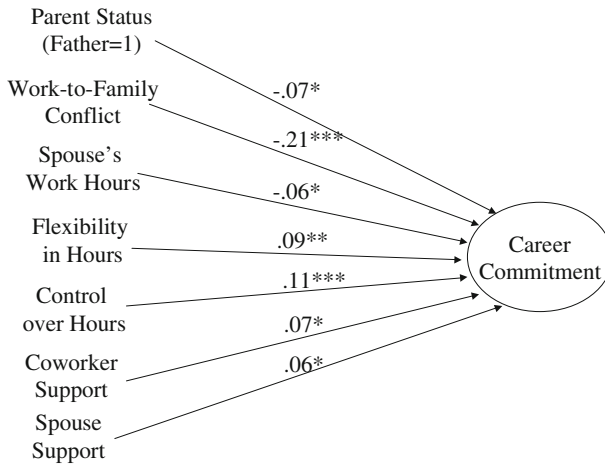 Parent Status
(Father=1)
-.07*
Work-to-Family
Conflict
-.21***
Spouse's
Work Hours
-.06*
Flexibility
in Hours
.09**
Control
over Hours
.11***
Coworker
Support
.07*
Spouse
Support
.06*
Career
Commitment